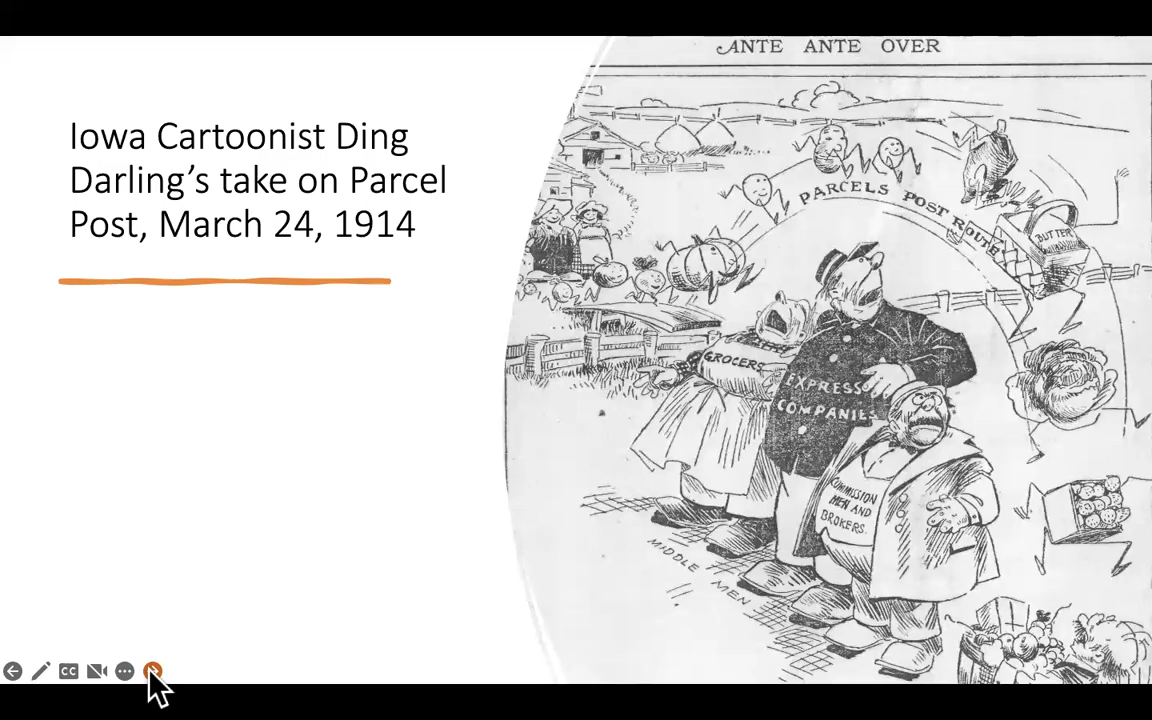 Iowa Cartoonist Ding
Darling’s take on Parcel
Post, March 24, 1914
ANTE ANTE OVER
PARCELS POST ROUTE
BUTTER
GROCERS
EXPRESS
COMPANIES
COMMISSION
MEN AND
BROKERS.
MIDDLE MEN
CC